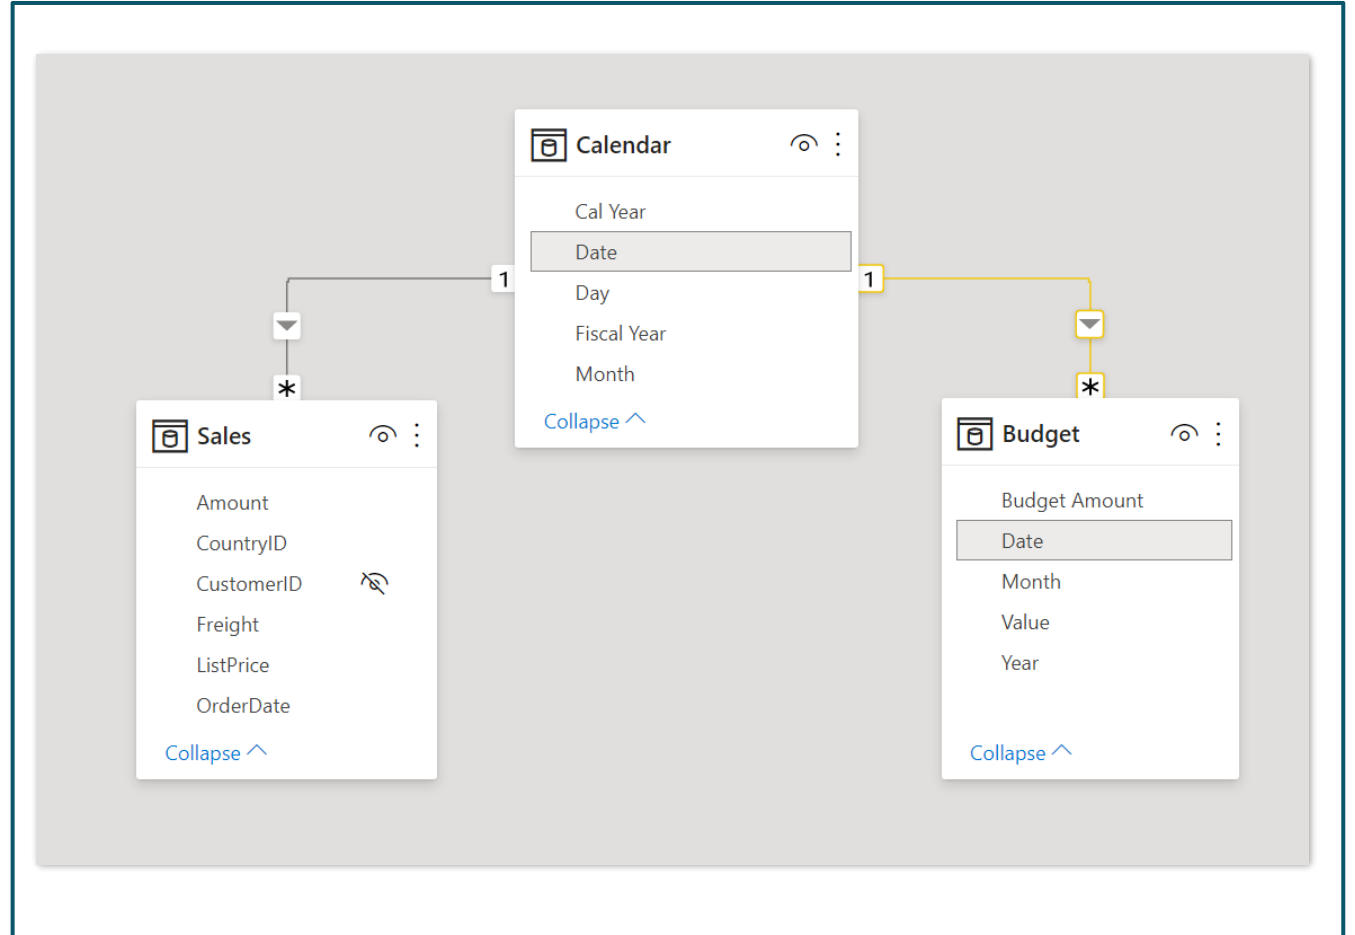 Calendar
Cal Year
Date
1
1
Day
Fiscal Year
Month
*
*
Collapse
Sales
Amount
CountryID
CustomerID
Freight
ListPrice
OrderDate
Collapse
Budget
Budget Amount
Date
Month
Value
Year
Collapse